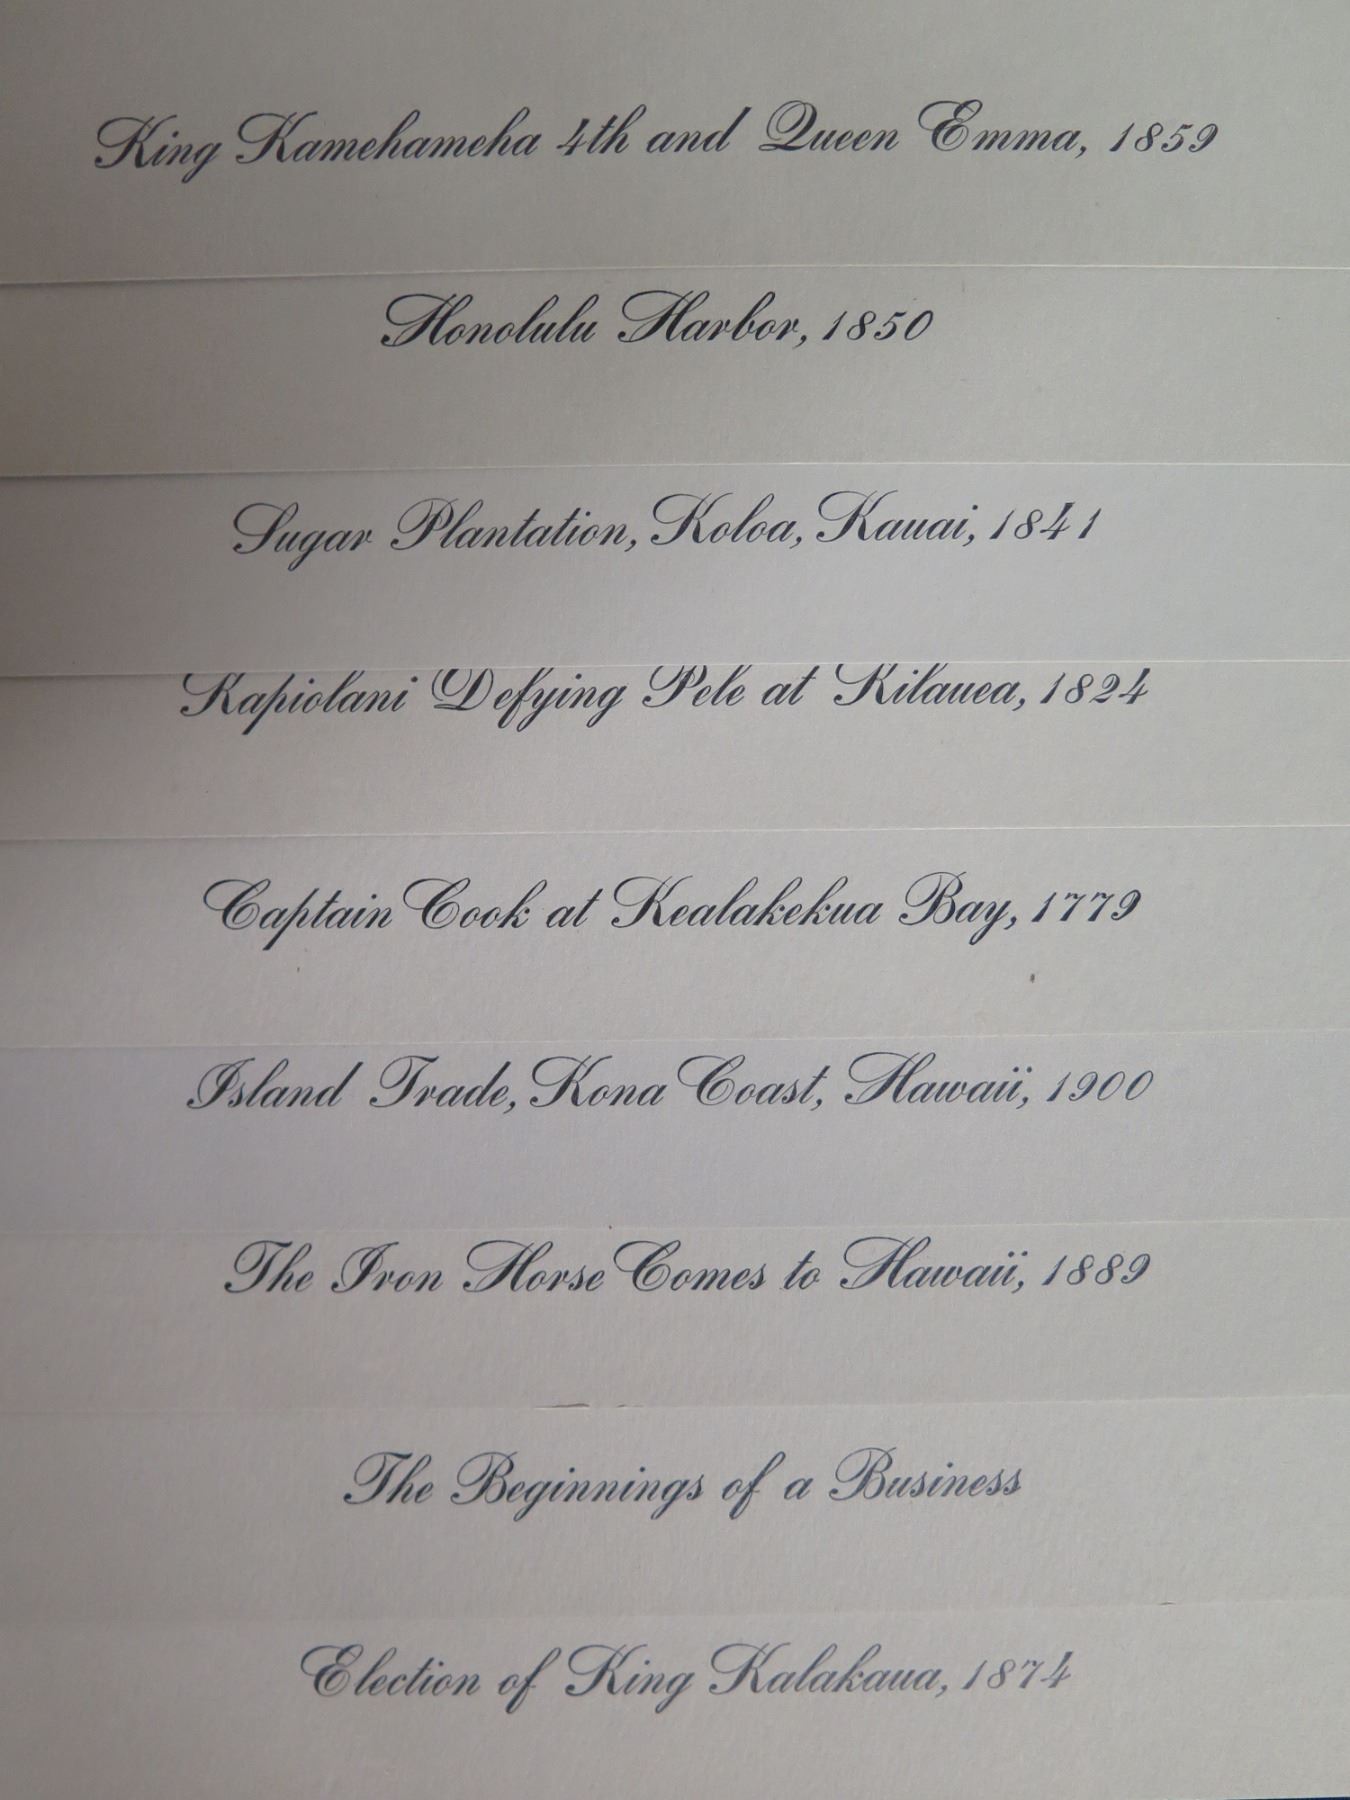 King Kamehameha 4th and Queen Emma, 1859
Honolulu Harbor, 1850
Sugar Plantation, Koloa, Kauai, 1841
Kapiolani Defying Pele at Kilauea, 1824
Captain Cook at Kealakekua Bay, 1779
Island Trade, Kona Coast, Hawaii, 1900
The Iron Horse Comes to Hawaii, 1889
The Beginnings of a Business
Election of King Kalakaua, 1874